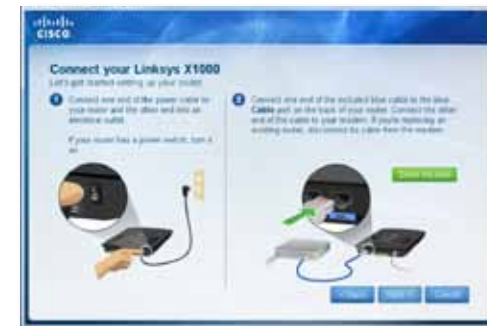 CISCO
Connect your Linksys X1000
Let's get started setting up your router.
1 Connect one end of the power cable to
your router and the other end into an
electrical outlet.
If your router has a power switch, turn it
on.
2 Connect one end of the included blue cable to the blue
Cable port on the back of your router. Connect the other
end of the cable to your modem. If you're replacing an
existing router, disconnect its cable from the modem.